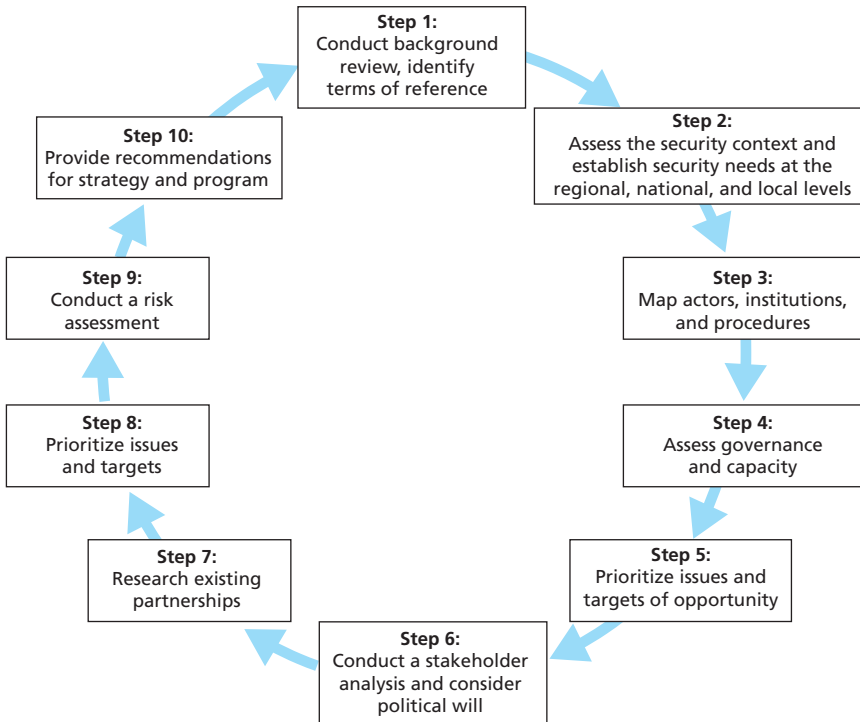 Step 1:
Conduct background
review, identify
terms of reference
Step 2:
Assess the security context and
establish security needs at the
regional, national, and local levels
Step 3:
Map actors, institutions,
and procedures
Step 4:
Assess governance
and capacity
Step 5:
Prioritize issues and
targets of opportunity
Step 6:
Conduct a stakeholder
analysis and consider
political will
Step 7:
Research existing
partnerships
Step 8:
Prioritize issues
and targets
Step 9:
Conduct a risk
assessment
Step 10:
Provide recommendations
for strategy and program